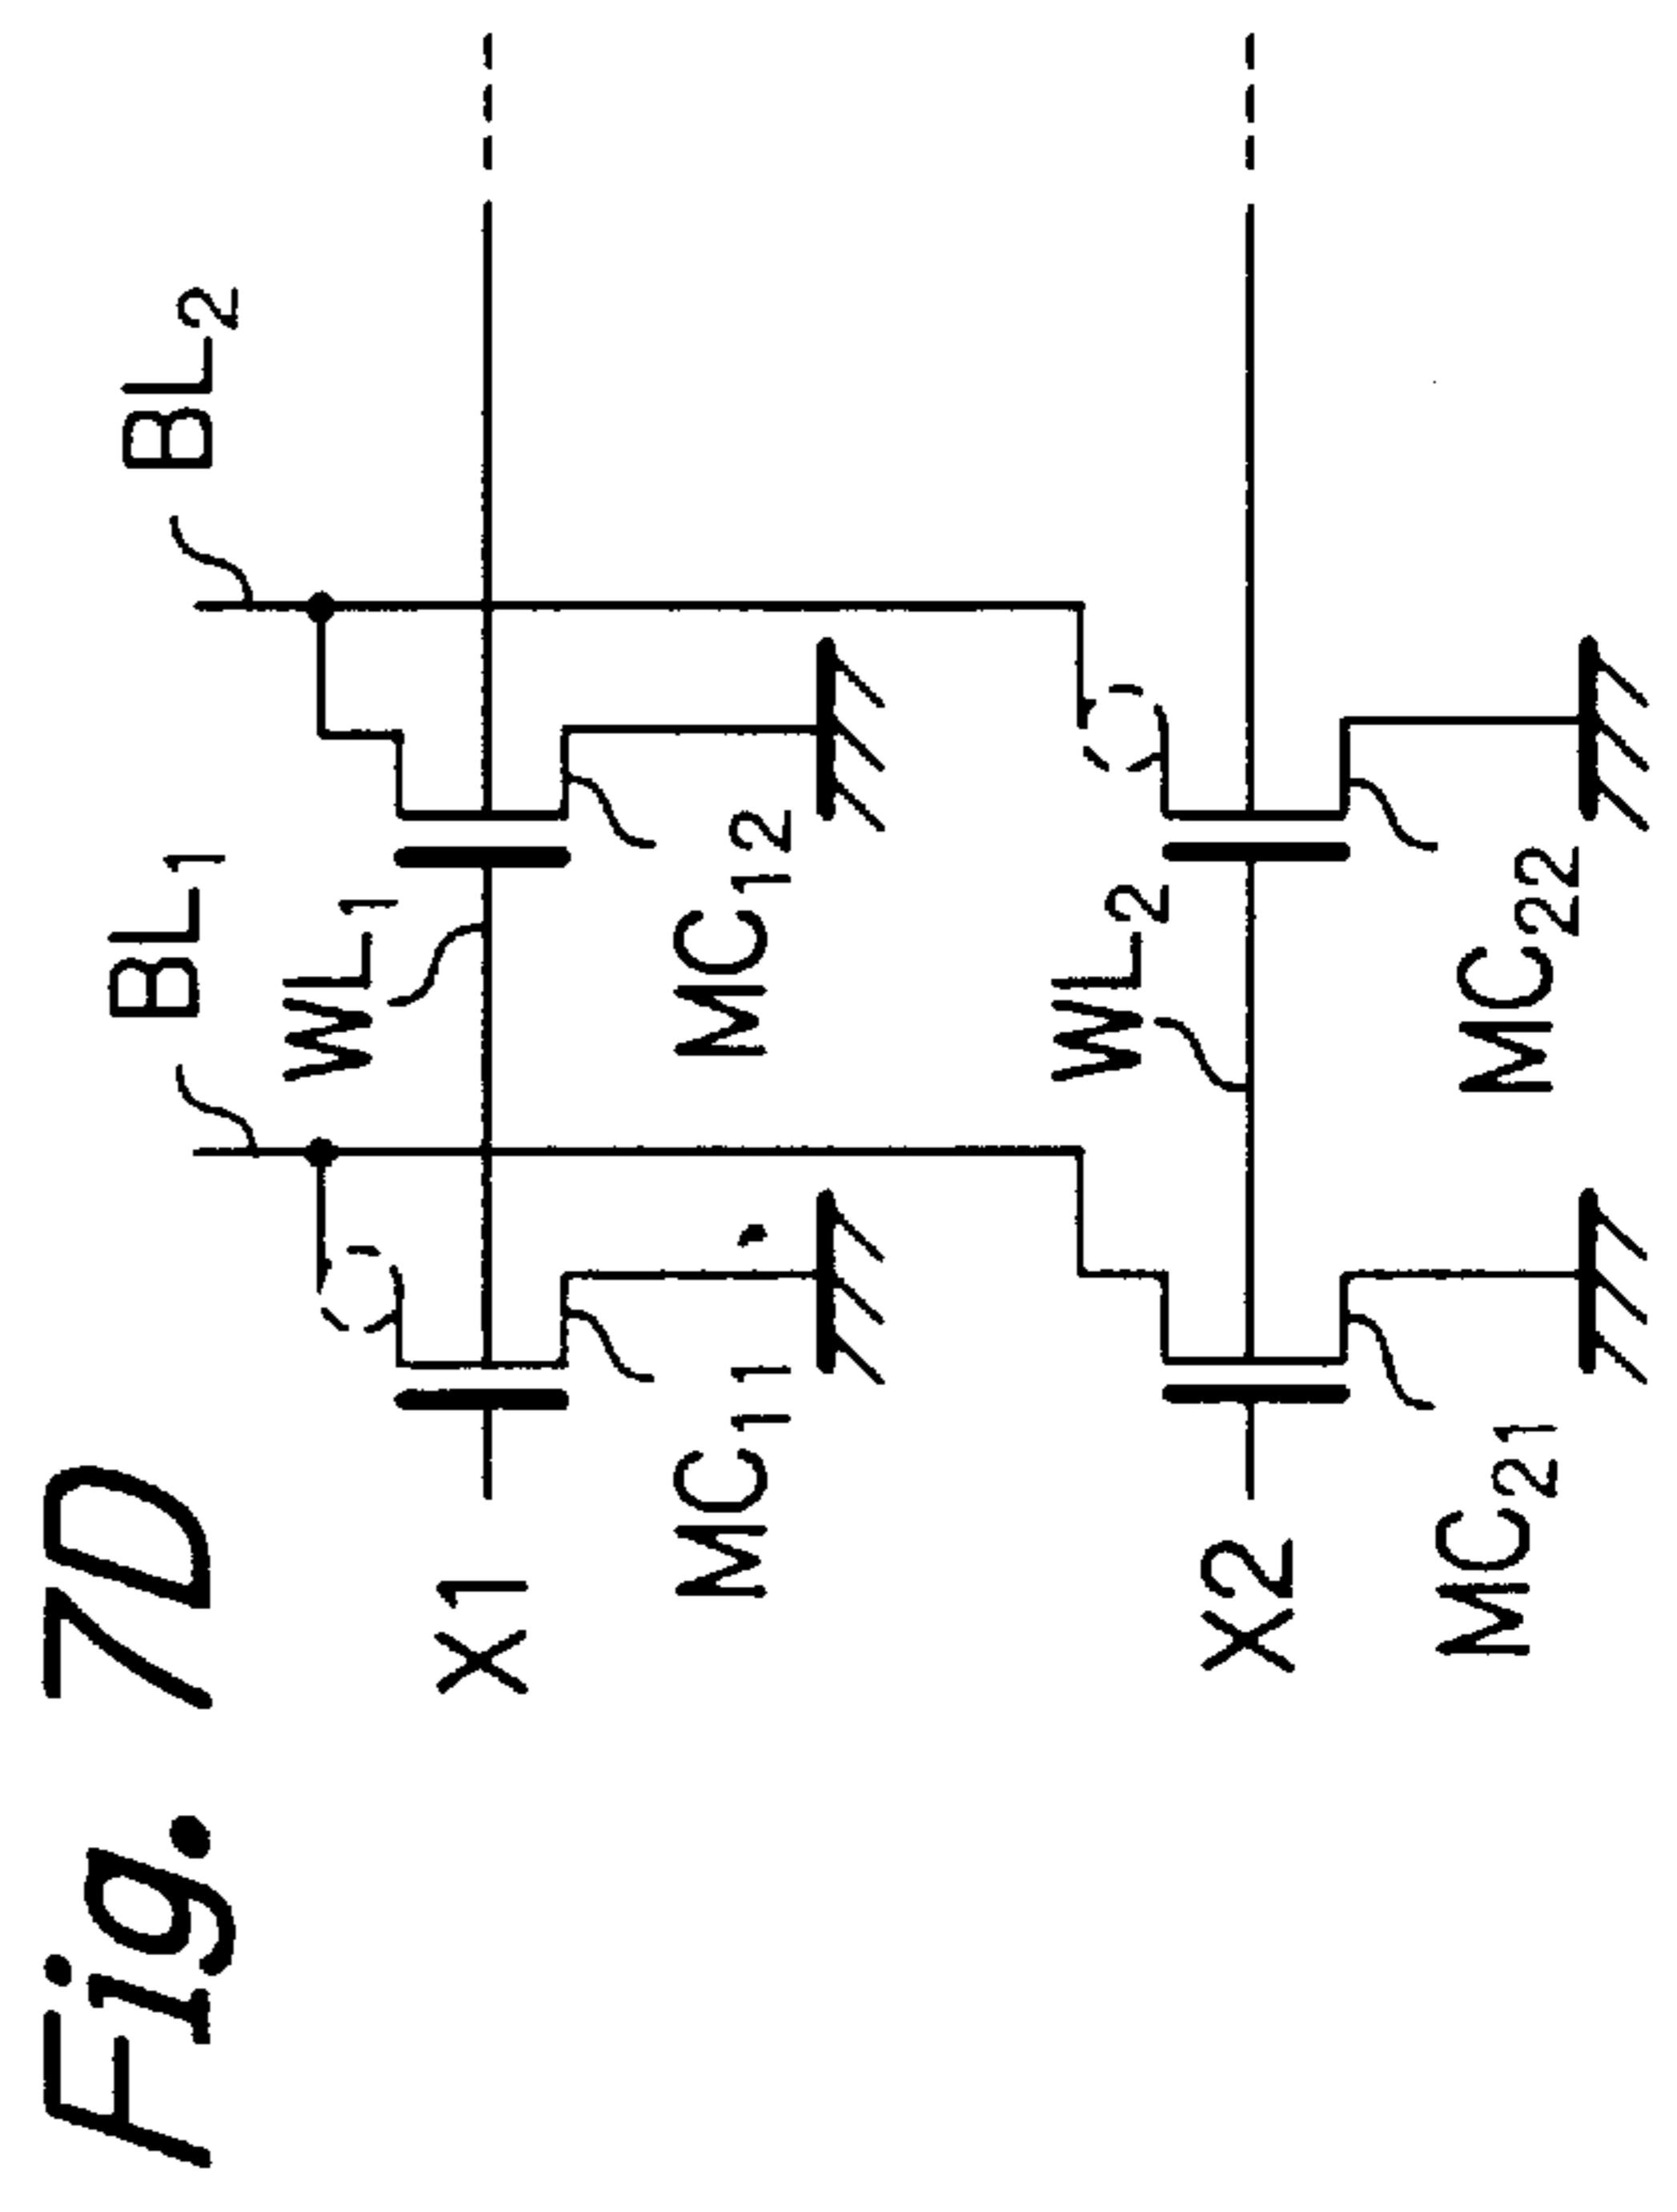 Fig. 7D
BL₁
BL₂
WL₁
X1
MC₁₁
MC₁₂
WL₂
X2
MC₂₁
MC₂₂